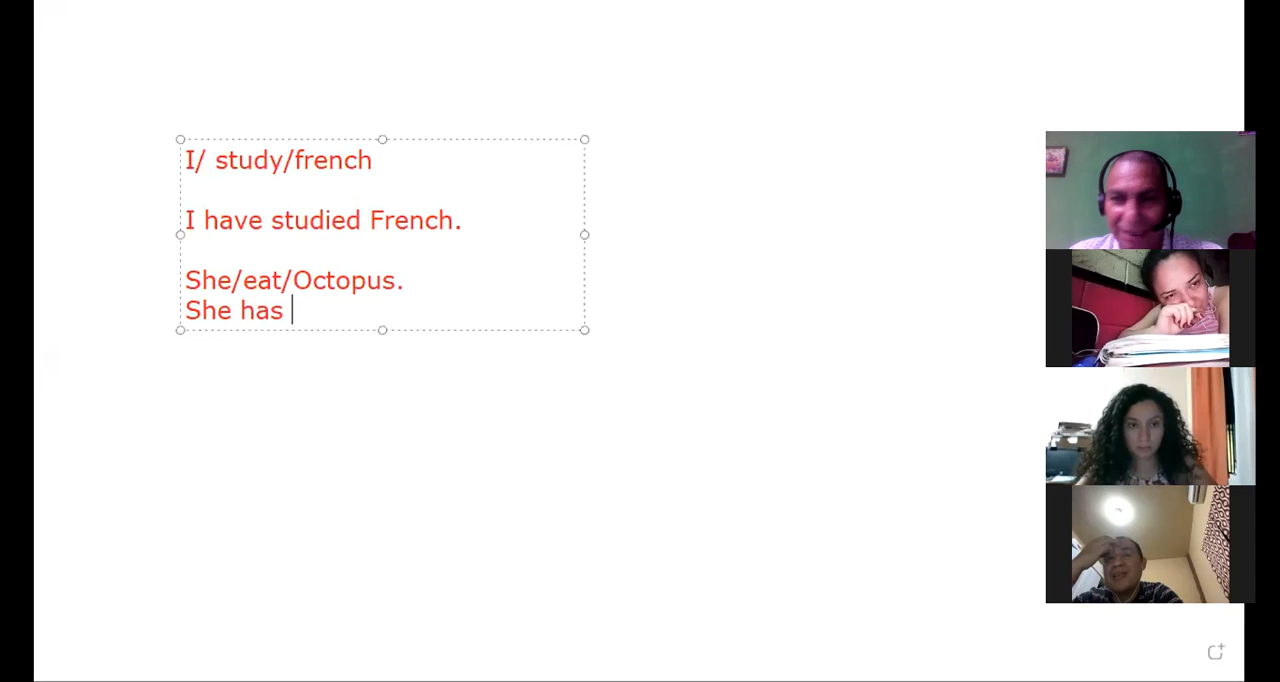 I/ study/french
I have studied French.
She/eat/Octopus.
She has